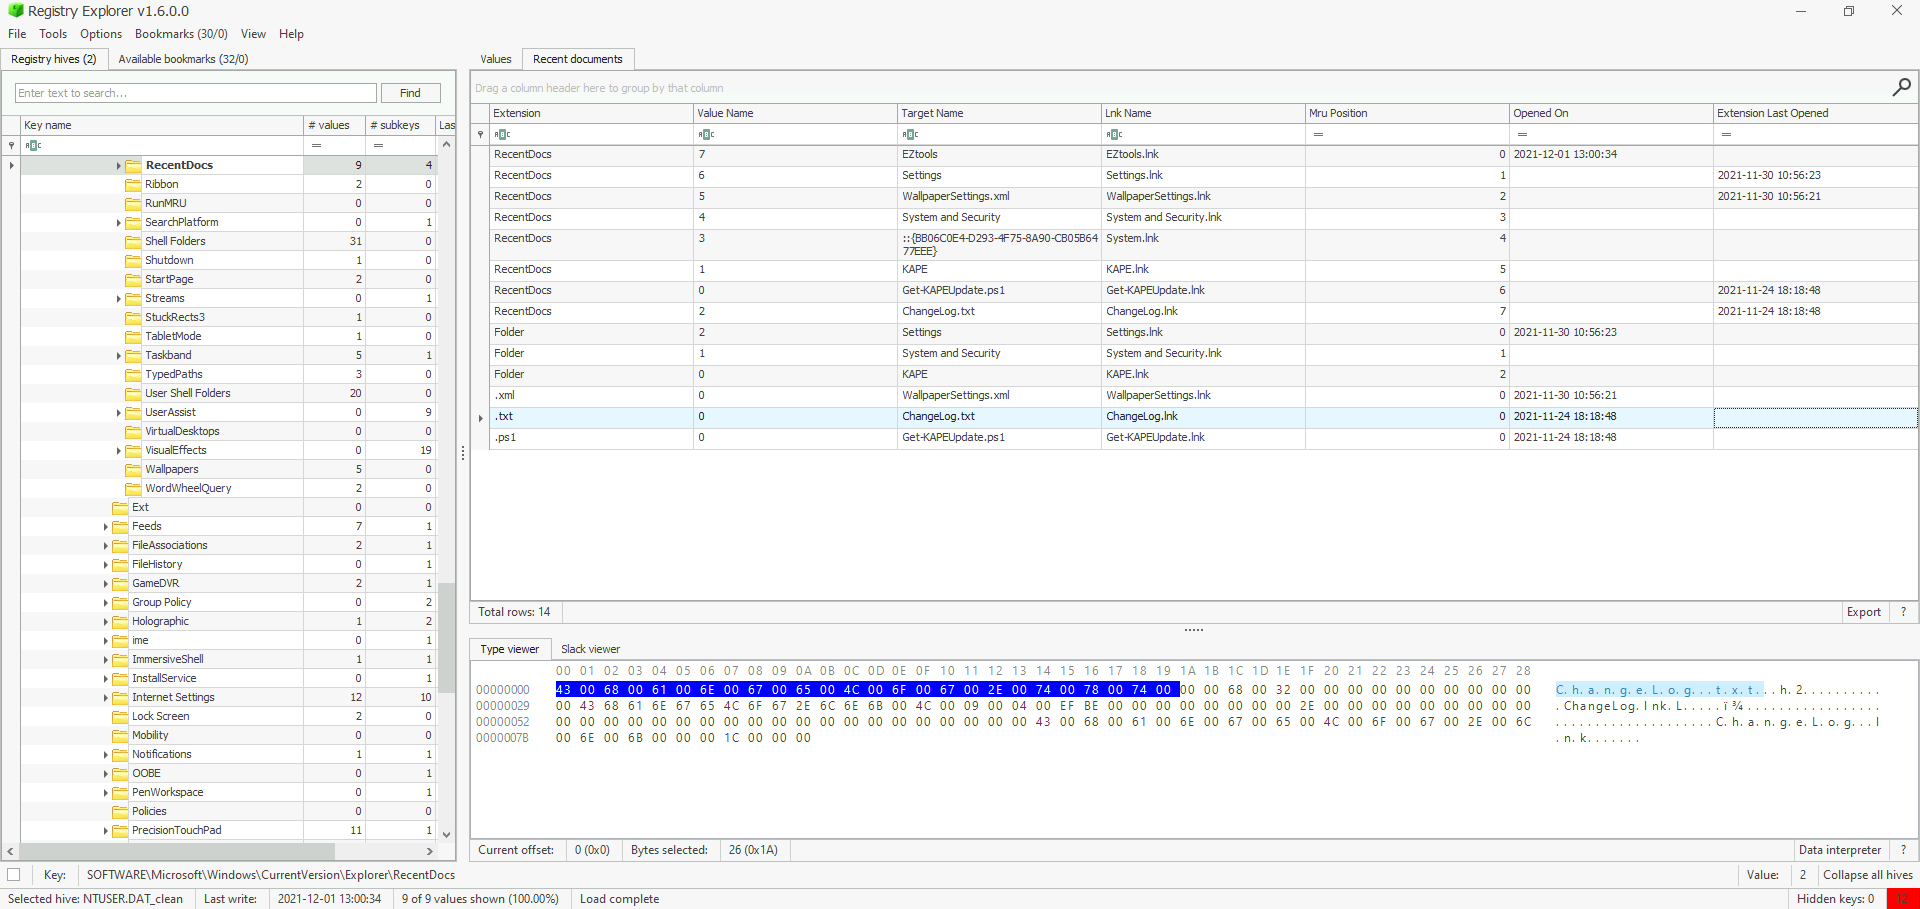 Registry Explorer v1.6.0.0
File Tools Options Bookmarks (30/0) View Help
Registry hives (2) Available bookmarks (32/0)
Enter text to search... Find
Key name # values # subkeys Las
ABC = =
RecentDocs 9 4
Ribbon 2 0
RunMRU 0 0
SearchPlatform 0 1
Shell Folders 31 0
Shutdown 1 0
StartPage 2 0
Streams 0 1
StuckRects3 1 0
TabletMode 1 0
Taskband 5 1
TypedPaths 3 0
User Shell Folders 20 0
UserAssist 0 9
VirtualDesktops 0 0
VisualEffects 0 19
Wallpapers 5 0
WordWheelQuery 2 0
Ext 0 0
Feeds 7 1
FileAssociations 2 1
FileHistory 0 1
GameDVR 2 1
Group Policy 0 2
Holographic 1 2
ime 0 1
ImmersiveShell 1 1
InstallService 0 1
Internet Settings 12 10
Lock Screen 2 0
Mobility 0 0
Notifications 1 1
OOBE 0 1
PenWorkspace 0 1
Policies 0 0
PrecisionTouchPad 11 1
Values Recent documents
Drag a column header here to group by that column
Extension Value Name Target Name Lnk Name Mru Position Opened On Extension Last Opened
ABC ABC ABC ABC = = =
RecentDocs 7 EZtools EZtools.lnk 0 2021-12-01 13:00:34
RecentDocs 6 Settings Settings.lnk 1 2021-11-30 10:56:23
RecentDocs 5 WallpaperSettings.xml WallpaperSettings.lnk 2 2021-11-30 10:56:21
RecentDocs 4 System and Security System and Security.lnk 3
RecentDocs 3 ::{BB06C0E4-D293-4F75-8A90-CB05B64 System.lnk 4
77EEE}
RecentDocs 1 KAPE KAPE.lnk 5
RecentDocs 0 Get-KAPEUpdate.ps1 Get-KAPEUpdate.lnk 6 2021-11-24 18:18:48
RecentDocs 2 ChangeLog.txt ChangeLog.lnk 7 2021-11-24 18:18:48
Folder 2 Settings Settings.lnk 0 2021-11-30 10:56:23
Folder 1 System and Security System and Security.lnk 1
Folder 0 KAPE KAPE.lnk 2
.xml 0 WallpaperSettings.xml WallpaperSettings.lnk 0 2021-11-30 10:56:21
.txt 0 ChangeLog.txt ChangeLog.lnk 0 2021-11-24 18:18:48
.ps1 0 Get-KAPEUpdate.ps1 Get-KAPEUpdate.lnk 0 2021-11-24 18:18:48
Total rows: 14 Export ?
Type viewer Slack viewer
00 01 02 03 04 05 06 07 08 09 0A 0B 0C 0D 0E 0F 10 11 12 13 14 15 16 17 18 19 1A 1B 1C 1D 1E 1F 20 21 22 23 24 25 26 27 28
00000000 43 00 68 00 61 00 6E 00 67 00 65 00 4C 00 6F 00 67 00 2E 00 74 00 78 00 74 00 00 00 68 00 32 00 00 00 00 00 00 00 00 00 00 C.h.a.n.g.e.L.o.g...t.x.t...h.2..........
00000029 00 43 68 61 6E 67 65 4C 6F 67 2E 6C 6E 6B 00 4C 00 09 00 04 00 EF BE 00 00 00 00 00 00 00 00 2E 00 00 00 00 00 00 00 00 00 .ChangeLog.lnk.L.....ï¾..................
00000052 00 00 00 00 00 00 00 00 00 00 00 00 00 00 00 00 00 00 00 00 43 00 68 00 61 00 6E 00 67 00 65 00 4C 00 6F 00 67 00 2E 00 6C ....................C.h.a.n.g.e.L.o.g...l
0000007B 00 6E 00 6B 00 00 00 1C 00 00 00 .n.k.......
Current offset: 0 (0x0) Bytes selected: 26 (0x1A) Data interpreter ?
Key: SOFTWARE\Microsoft\Windows\CurrentVersion\Explorer\RecentDocs Value: 2 Collapse all hives
Selected hive: NTUSER.DAT_clean Last write: 2021-12-01 13:00:34 9 of 9 values shown (100.00%) Load complete Hidden keys: 0 12